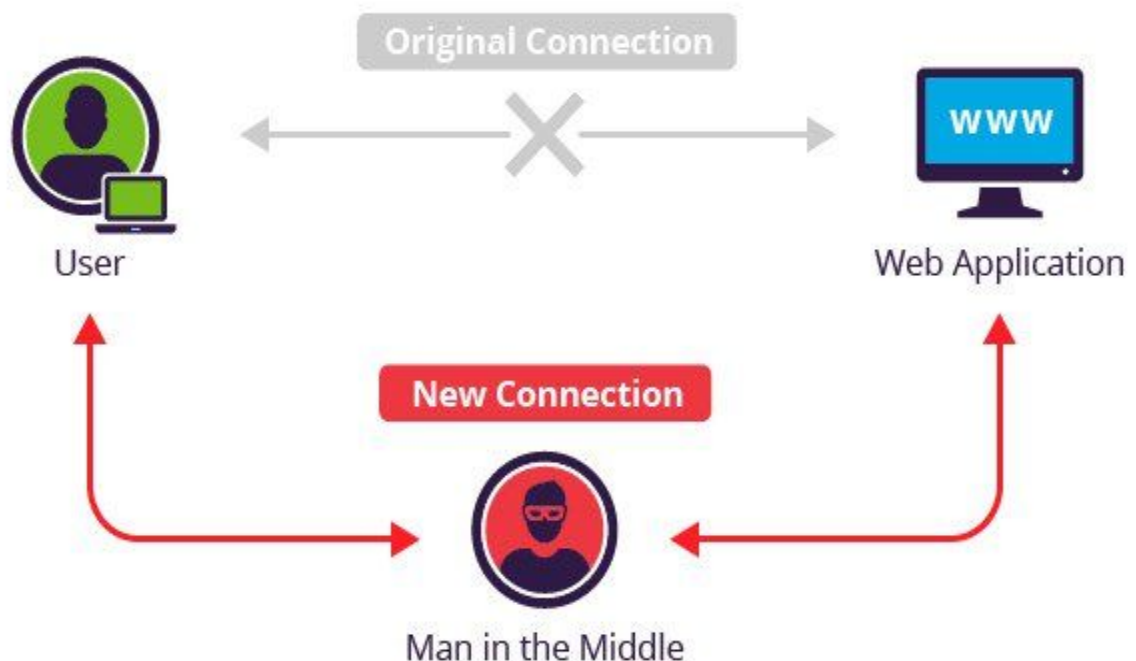 Original Connection
www
User
Web Application
New Connection
Man in the Middle